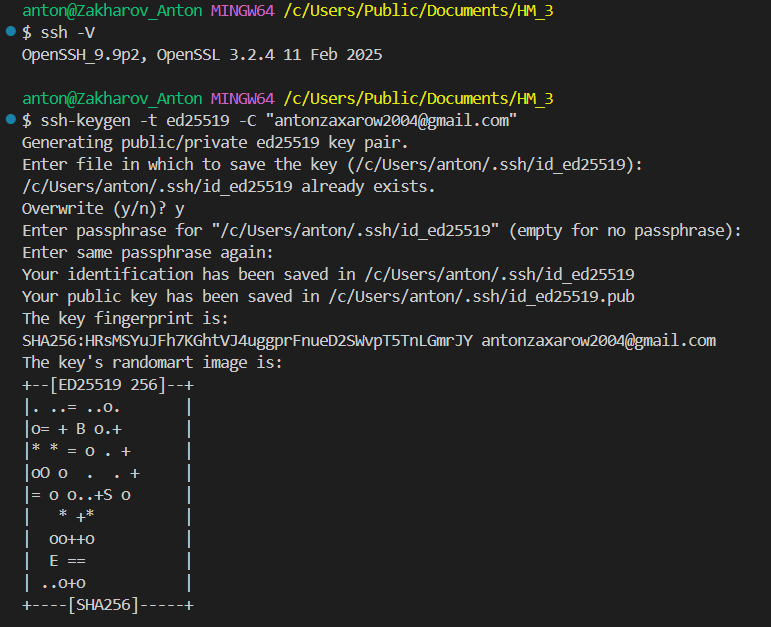 anton@Zakharov_Anton MINGW64 /c/Users/Public/Documents/HM_3
$ ssh -V
OpenSSH_9.9p2, OpenSSL 3.2.4 11 Feb 2025

anton@Zakharov_Anton MINGW64 /c/Users/Public/Documents/HM_3
$ ssh-keygen -t ed25519 -C "antonzaxarow2004@gmail.com"
Generating public/private ed25519 key pair.
Enter file in which to save the key (/c/Users/anton/.ssh/id_ed25519):
/c/Users/anton/.ssh/id_ed25519 already exists.
Overwrite (y/n)? y
Enter passphrase for "/c/Users/anton/.ssh/id_ed25519" (empty for no passphrase):
Enter same passphrase again:
Your identification has been saved in /c/Users/anton/.ssh/id_ed25519
Your public key has been saved in /c/Users/anton/.ssh/id_ed25519.pub
The key fingerprint is:
SHA256:HRsMSYuJFh7KGhtVJ4uggprFnueD2SWvpT5TnLGmrJY antonzaxarow2004@gmail.com
The key's randomart image is:
+--[ED25519 256]--+
|. ..= ..o.       |
|o= + B o.+       |
|* * = o . +      |
|oO o  .  . +     |
|= o o..+S o      |
|   * +*          |
|  oo++o          |
|  E ==           |
| ..o+o           |
+----[SHA256]-----+